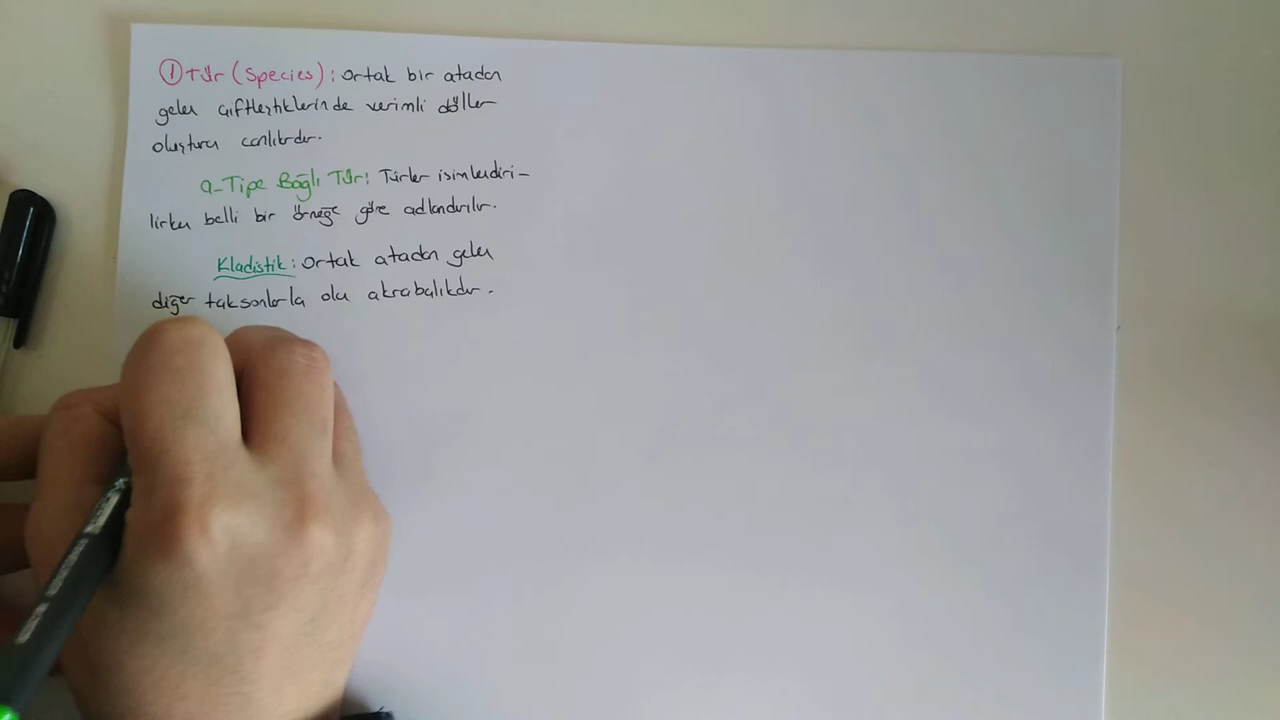 ① Tür (Species): Ortak bir atadan
gelen çiftleştiklerinde verimli döller
oluşturan canlılardır.
a-Tipe Bağlı Tür: Türler isimlendiri-
lirken belli bir örneğe göre adlandırılır.
Kladistik: Ortak atadan gelen
diğer taksonlarla olan akrabalıkdır.